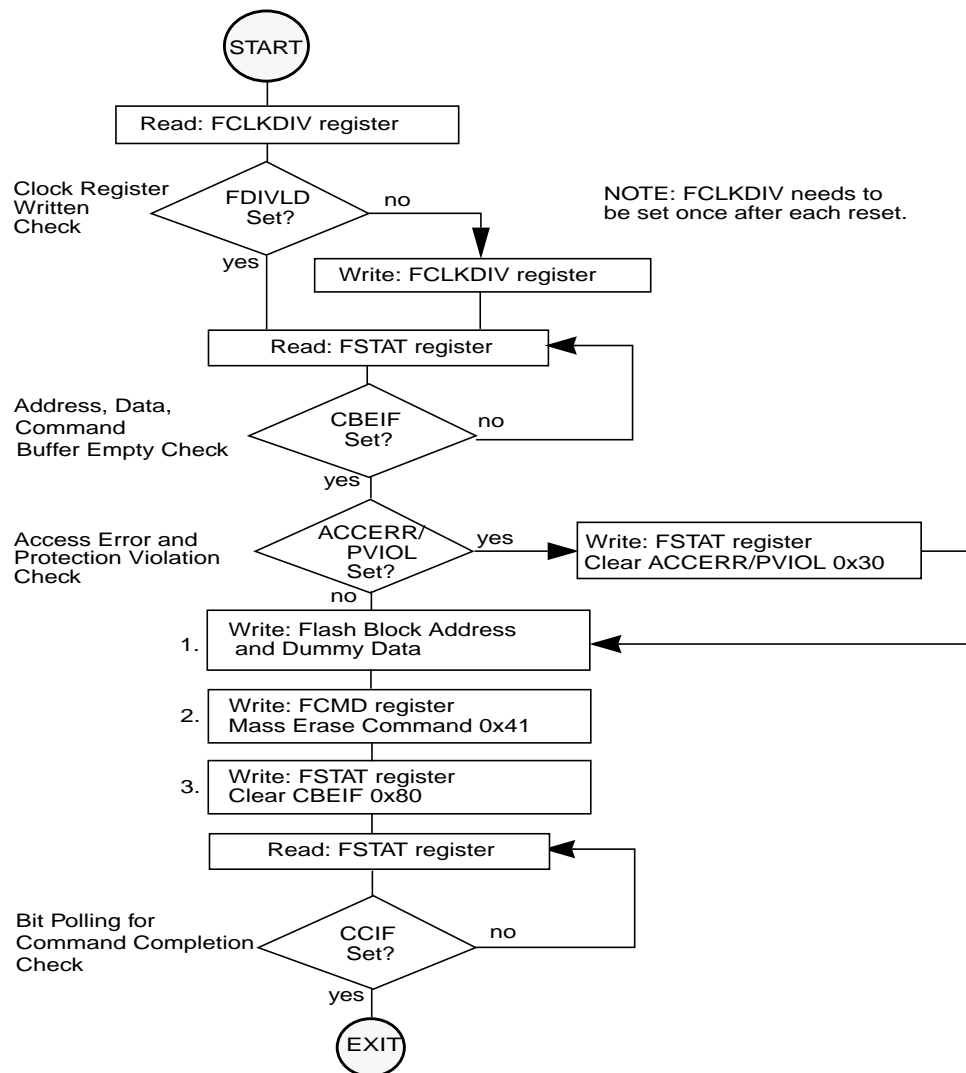 START
Read: FCLKDIV register
Clock Register
Written
Check
FDIVLD
Set?
no
NOTE: FCLKDIV needs to
be set once after each reset.
yes
Write: FCLKDIV register
Read: FSTAT register
Address, Data,
Command
Buffer Empty Check
CBEIF
Set?
no
yes
Access Error and
Protection Violation
Check
ACCERR/
PVIOL
Set?
yes
Write: FSTAT register
Clear ACCERR/PVIOL 0x30
no
1.
Write: Flash Block Address
and Dummy Data
2.
Write: FCMD register
Mass Erase Command 0x41
3.
Write: FSTAT register
Clear CBEIF 0x80
Read: FSTAT register
Bit Polling for
Command Completion
Check
CCIF
Set?
no
yes
EXIT